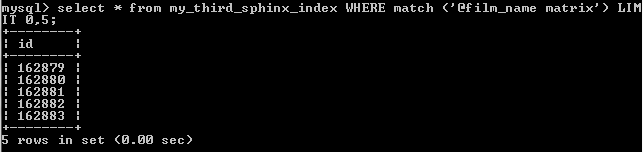 mysql> select * from my_third_sphinx_index WHERE match ('@film_name matrix') LIM
IT 0,5;
+--------+
¦ id     ¦
+--------+
¦ 162879 ¦
¦ 162880 ¦
¦ 162881 ¦
¦ 162882 ¦
¦ 162883 ¦
+--------+
5 rows in set (0.00 sec)